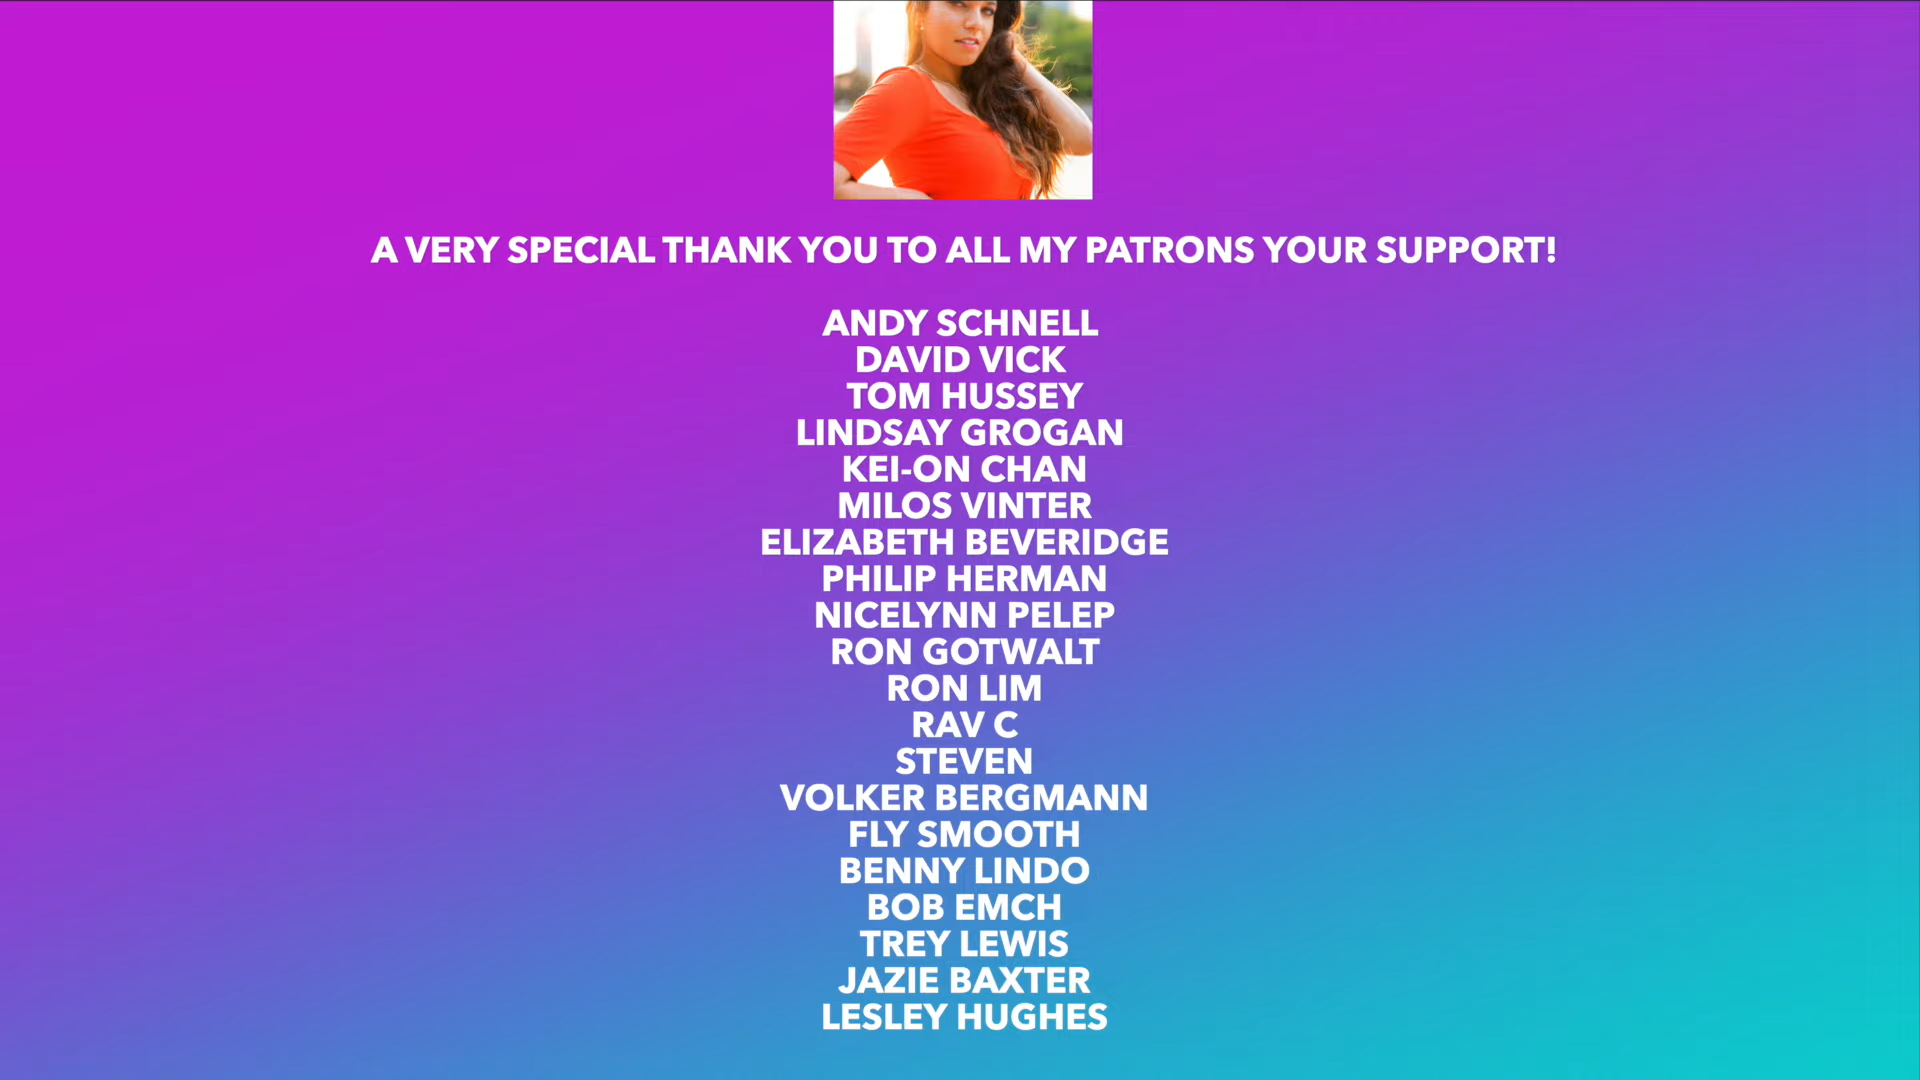 A VERY SPECIAL THANK YOU TO ALL MY PATRONS YOUR SUPPORT!
ANDY SCHNELL
DAVID VICK
TOM HUSSEY
LINDSAY GROGAN
KEI-ON CHAN
MILOS VINTER
ELIZABETH BEVERIDGE
PHILIP HERMAN
NICELYNN PELEP
RON GOTWALT
RON LIM
RAV C
STEVEN
VOLKER BERGMANN
FLY SMOOTH
BENNY LINDO
BOB EMCH
TREY LEWIS
JAZIE BAXTER
LESLEY HUGHES